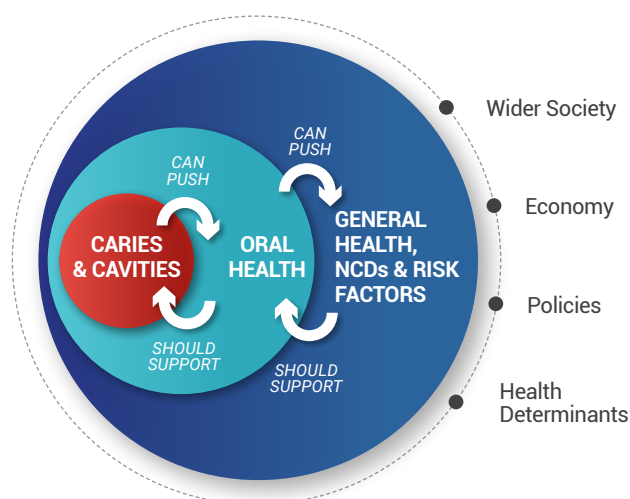 CARIES
& CAVITIES
CAN
PUSH
SHOULD
SUPPORT
ORAL
HEALTH
CAN
PUSH
SHOULD
SUPPORT
GENERAL
HEALTH,
NCDs & RISK
FACTORS
Wider Society
Economy
Policies
Health
Determinants